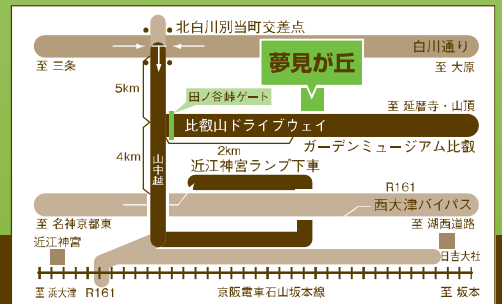 北白川別当町交差点
白川通り
至 三条
至 大原
夢見が丘
5km
田ノ谷峠ゲート
至 延暦寺・山頂
比叡山ドライブウェイ
ガーデンミュージアム比叡
2km
4km
山中越
近江神宮ランプ下車
R161
西大津バイパス
至 名神京都東
至 湖西道路
近江神宮
日吉大社
至 浜大津
R161
京阪電車石山坂本線
至 坂本